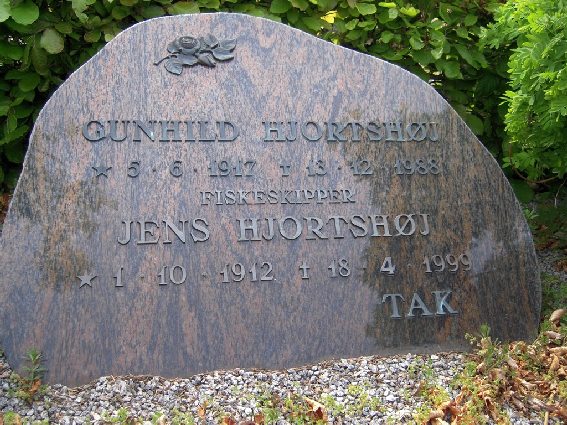 GUNHILD HJORTSHØJ
★ 5 · 6 · 1917 † 13 · 12 · 1988
FISKESKIPPER
JENS HJORTSHØJ
★ 1 · 10 · 1912 † 18 · 4 · 1999
TAK